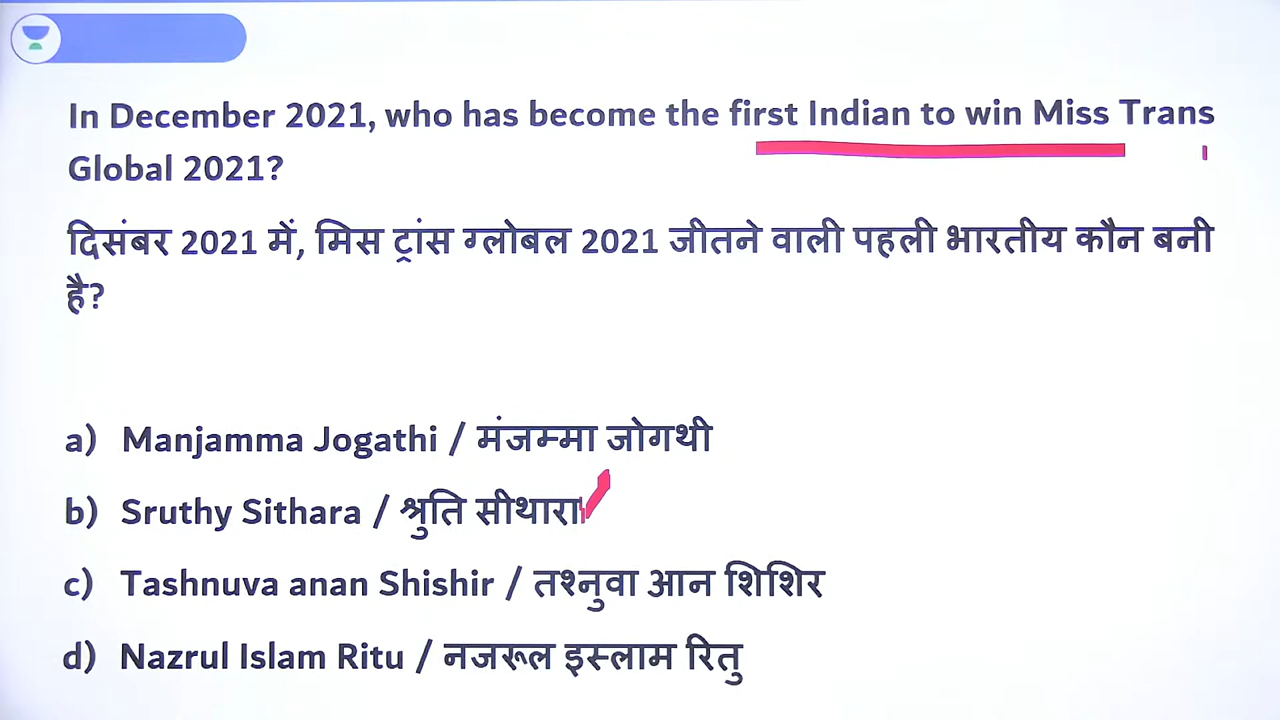 In December 2021, who has become the first Indian to win Miss Trans
Global 2021?
दिसंबर 2021 में, मिस ट्रांस ग्लोबल 2021 जीतने वाली पहली भारतीय कौन बनी
है?
a) Manjamma Jogathi / मंजम्मा जोगथी
b) Sruthy Sithara / श्रुति सीथारा
c) Tashnuva anan Shishir / तश्नुवा आन शिशिर
d) Nazrul Islam Ritu / नजरूल इस्लाम रितु